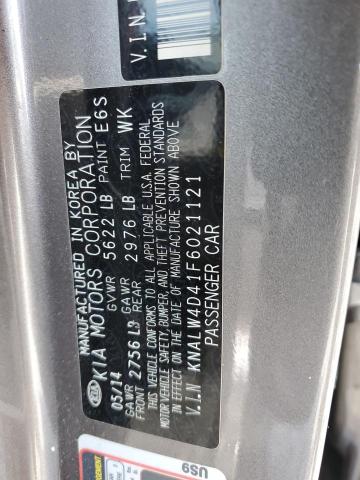 V.I.N
MANUFACTURED IN KOREA BY
KIA KIA MOTORS CORPORATION
05/14 GVWR 5622 LB PAINT E6S
GAWR GAWR
FRONT 2756 LB REAR 2976 LB TRIM WK
THIS VEHICLE CONFORMS TO ALL APPLICABLE U.S.A. FEDERAL
MOTOR VEHICLE SAFETY, BUMPER, AND THEFT PREVENTION STANDARDS
IN EFFECT ON THE DATE OF MANUFACTURE SHOWN ABOVE
V.I.N KNALW4D41F6021121
PASSENGER CAR
US9